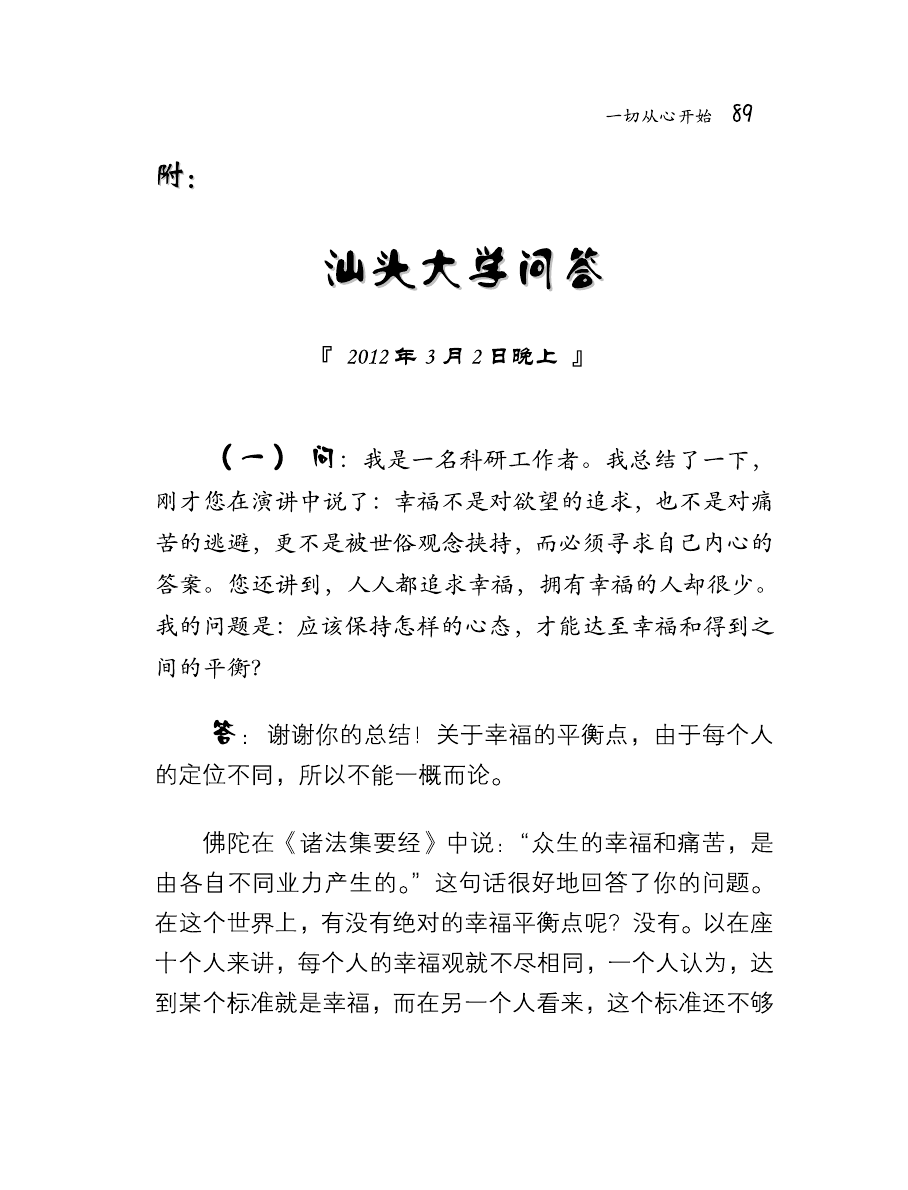 一切从心开始 89
附：
汕头大学问答
『 2012年 3 月 2 日晚上 』
（一） 问：我是一名科研工作者。我总结了一下，
刚才您在演讲中说了：幸福不是对欲望的追求，也不是对痛
苦的逃避，更不是被世俗观念挟持，而必须寻求自己内心的
答案。您还讲到，人人都追求幸福，拥有幸福的人却很少。
我的问题是：应该保持怎样的心态，才能达至幸福和得到之
间的平衡？
答：谢谢你的总结！关于幸福的平衡点，由于每个人
的定位不同，所以不能一概而论。
佛陀在《诸法集要经》中说：“众生的幸福和痛苦，是
由各自不同业力产生的。”这句话很好地回答了你的问题。
在这个世界上，有没有绝对的幸福平衡点呢？没有。以在座
十个人来讲，每个人的幸福观就不尽相同，一个人认为，达
到某个标准就是幸福，而在另一个人看来，这个标准还不够